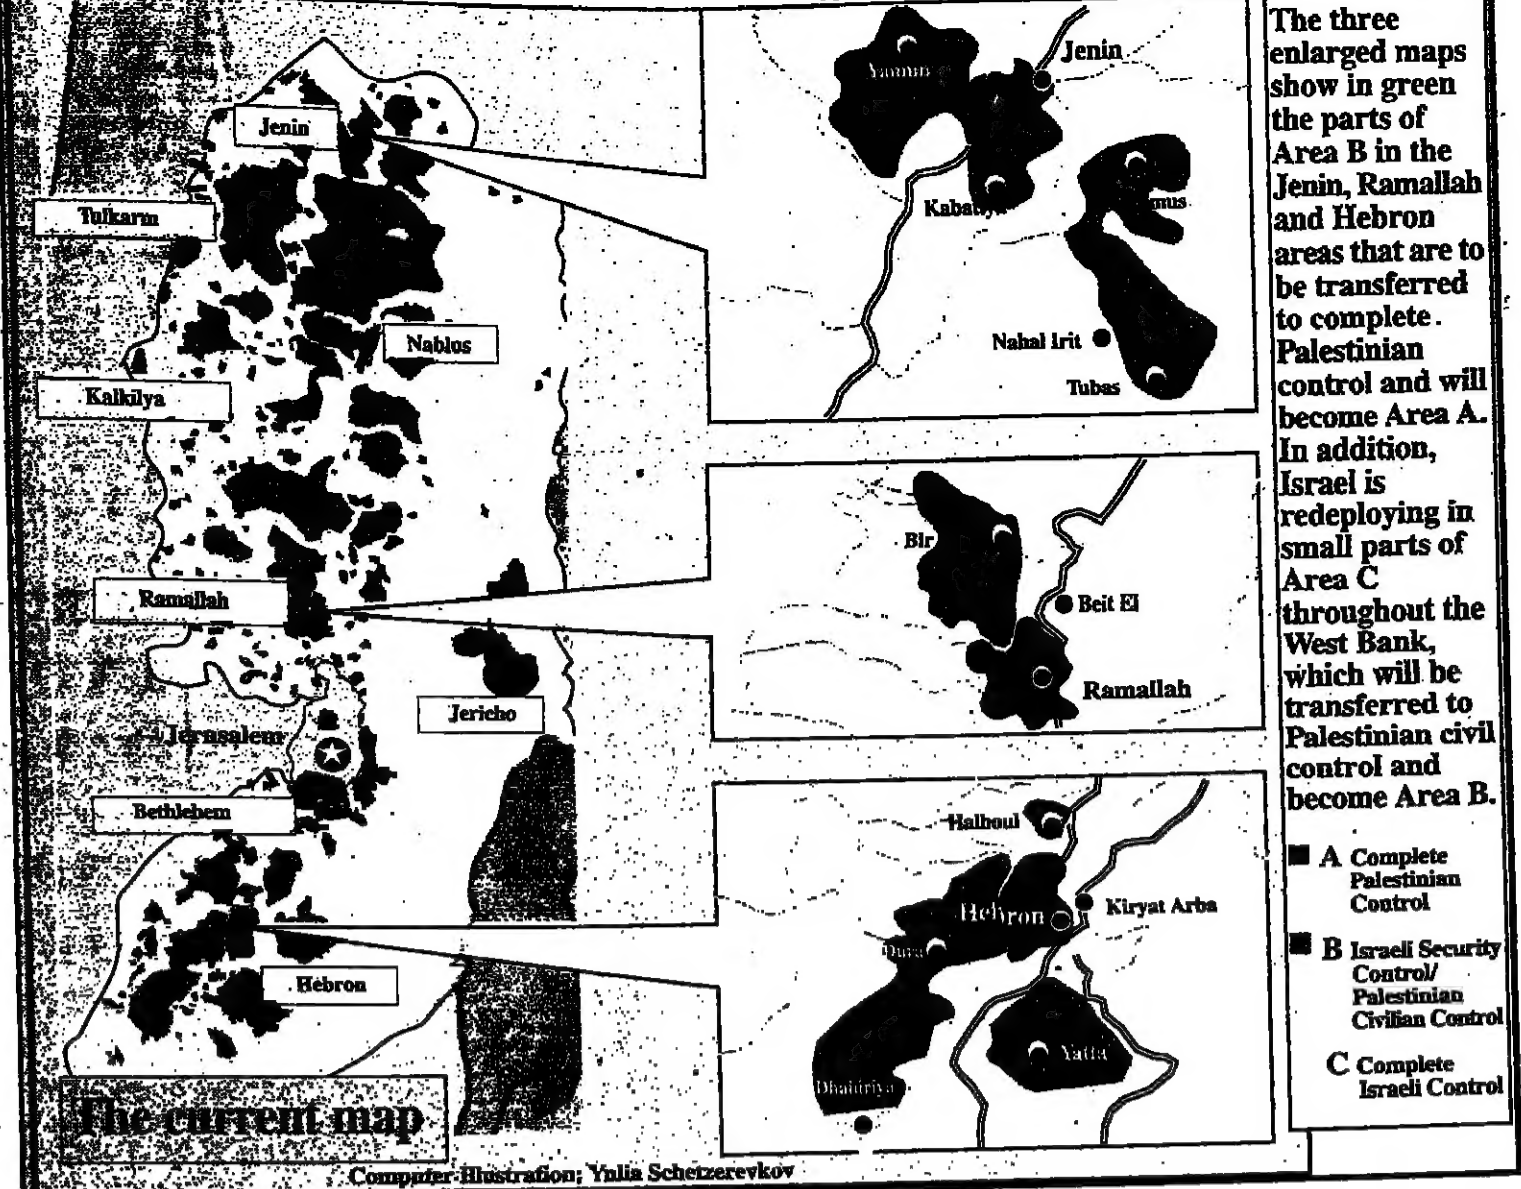 Jenin
Tulkarm
Nablus
Kalkilya
Ramallah
Jericho
Jerusalem
Bethlehem
Hebron
The current map
Computer Illustration; Yulia Schetzerevkov
Yamun
Jenin
Kabatiya
Nahal Irit
Tubas
Bir
Beit El
Ramallah
Halhoul
Hebron
Kiryat Arba
Dura
Yatta
Dhahiriya
The three
enlarged maps
show in green
the parts of
Area B in the
Jenin, Ramallah
and Hebron
areas that are to
be transferred
to complete
Palestinian
control and will
become Area A.
In addition,
Israel is
redeploying in
small parts of
Area C
throughout the
West Bank,
which will be
transferred to
Palestinian civil
control and
become Area B.
A Complete
Palestinian
Control
B Israeli Security
Control/
Palestinian
Civilian Control
C Complete
Israeli Control